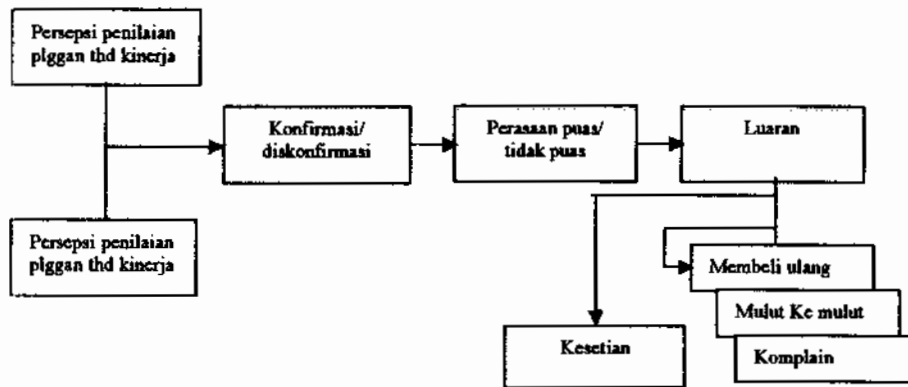 Persepsi penilaian
plggan thd kinerja
Konfirmasi/
diskonfirmasi
Perasaan puas/
tidak puas
Luaran
Persepsi penilaian
plggan thd kinerja
Membeli ulang
Mulut Ke mulut
Kesetian
Komplain